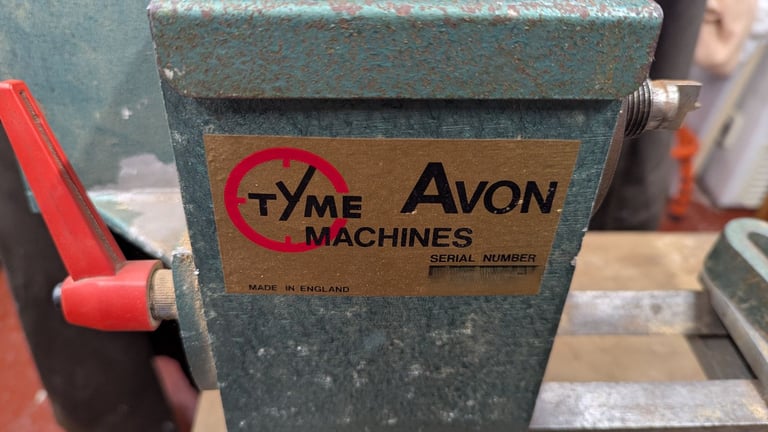 TYME AVON
MACHINES
SERIAL NUMBER
MADE IN ENGLAND